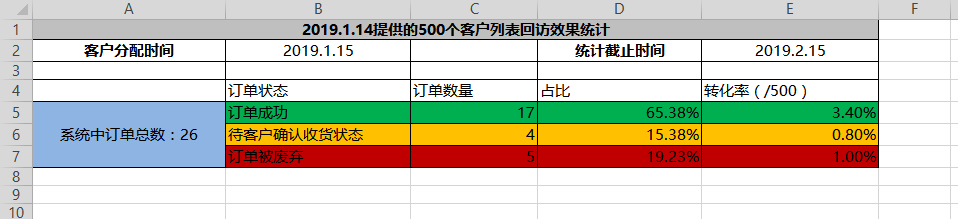 A B C D E F
1 2019.1.14提供的500个客户列表回访效果统计
2 客户分配时间 2019.1.15 统计截止时间 2019.2.15
3
4 订单状态 订单数量 占比 转化率（/500）
5 订单成功 17 65.38% 3.40%
6 系统中订单总数：26 待客户确认收货状态 4 15.38% 0.80%
7 订单被废弃 5 19.23% 1.00%
8
9
10